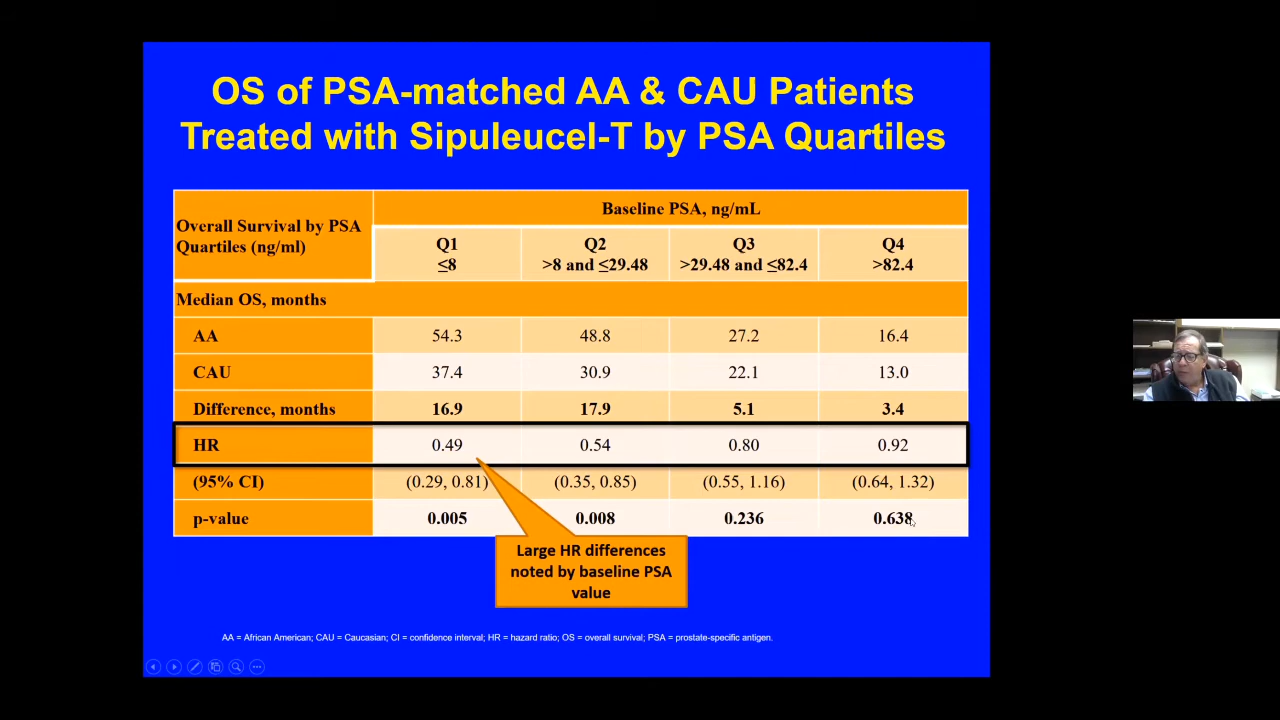 OS of PSA-matched AA & CAU Patients
Treated with Sipuleucel-T by PSA Quartiles
Overall Survival by PSA
Quartiles (ng/ml)
Baseline PSA, ng/mL
Q1
≤8
Q2
>8 and ≤29.48
Q3
>29.48 and ≤82.4
Q4
>82.4
Median OS, months
AA 54.3 48.8 27.2 16.4
CAU 37.4 30.9 22.1 13.0
Difference, months 16.9 17.9 5.1 3.4
HR 0.49 0.54 0.80 0.92
(95% CI) (0.29, 0.81) (0.35, 0.85) (0.55, 1.16) (0.64, 1.32)
p-value 0.005 0.008 0.236 0.638
Large HR differences
noted by baseline PSA
value
AA = African American; CAU = Caucasian; CI = confidence interval; HR = hazard ratio; OS = overall survival; PSA = prostate-specific antigen.